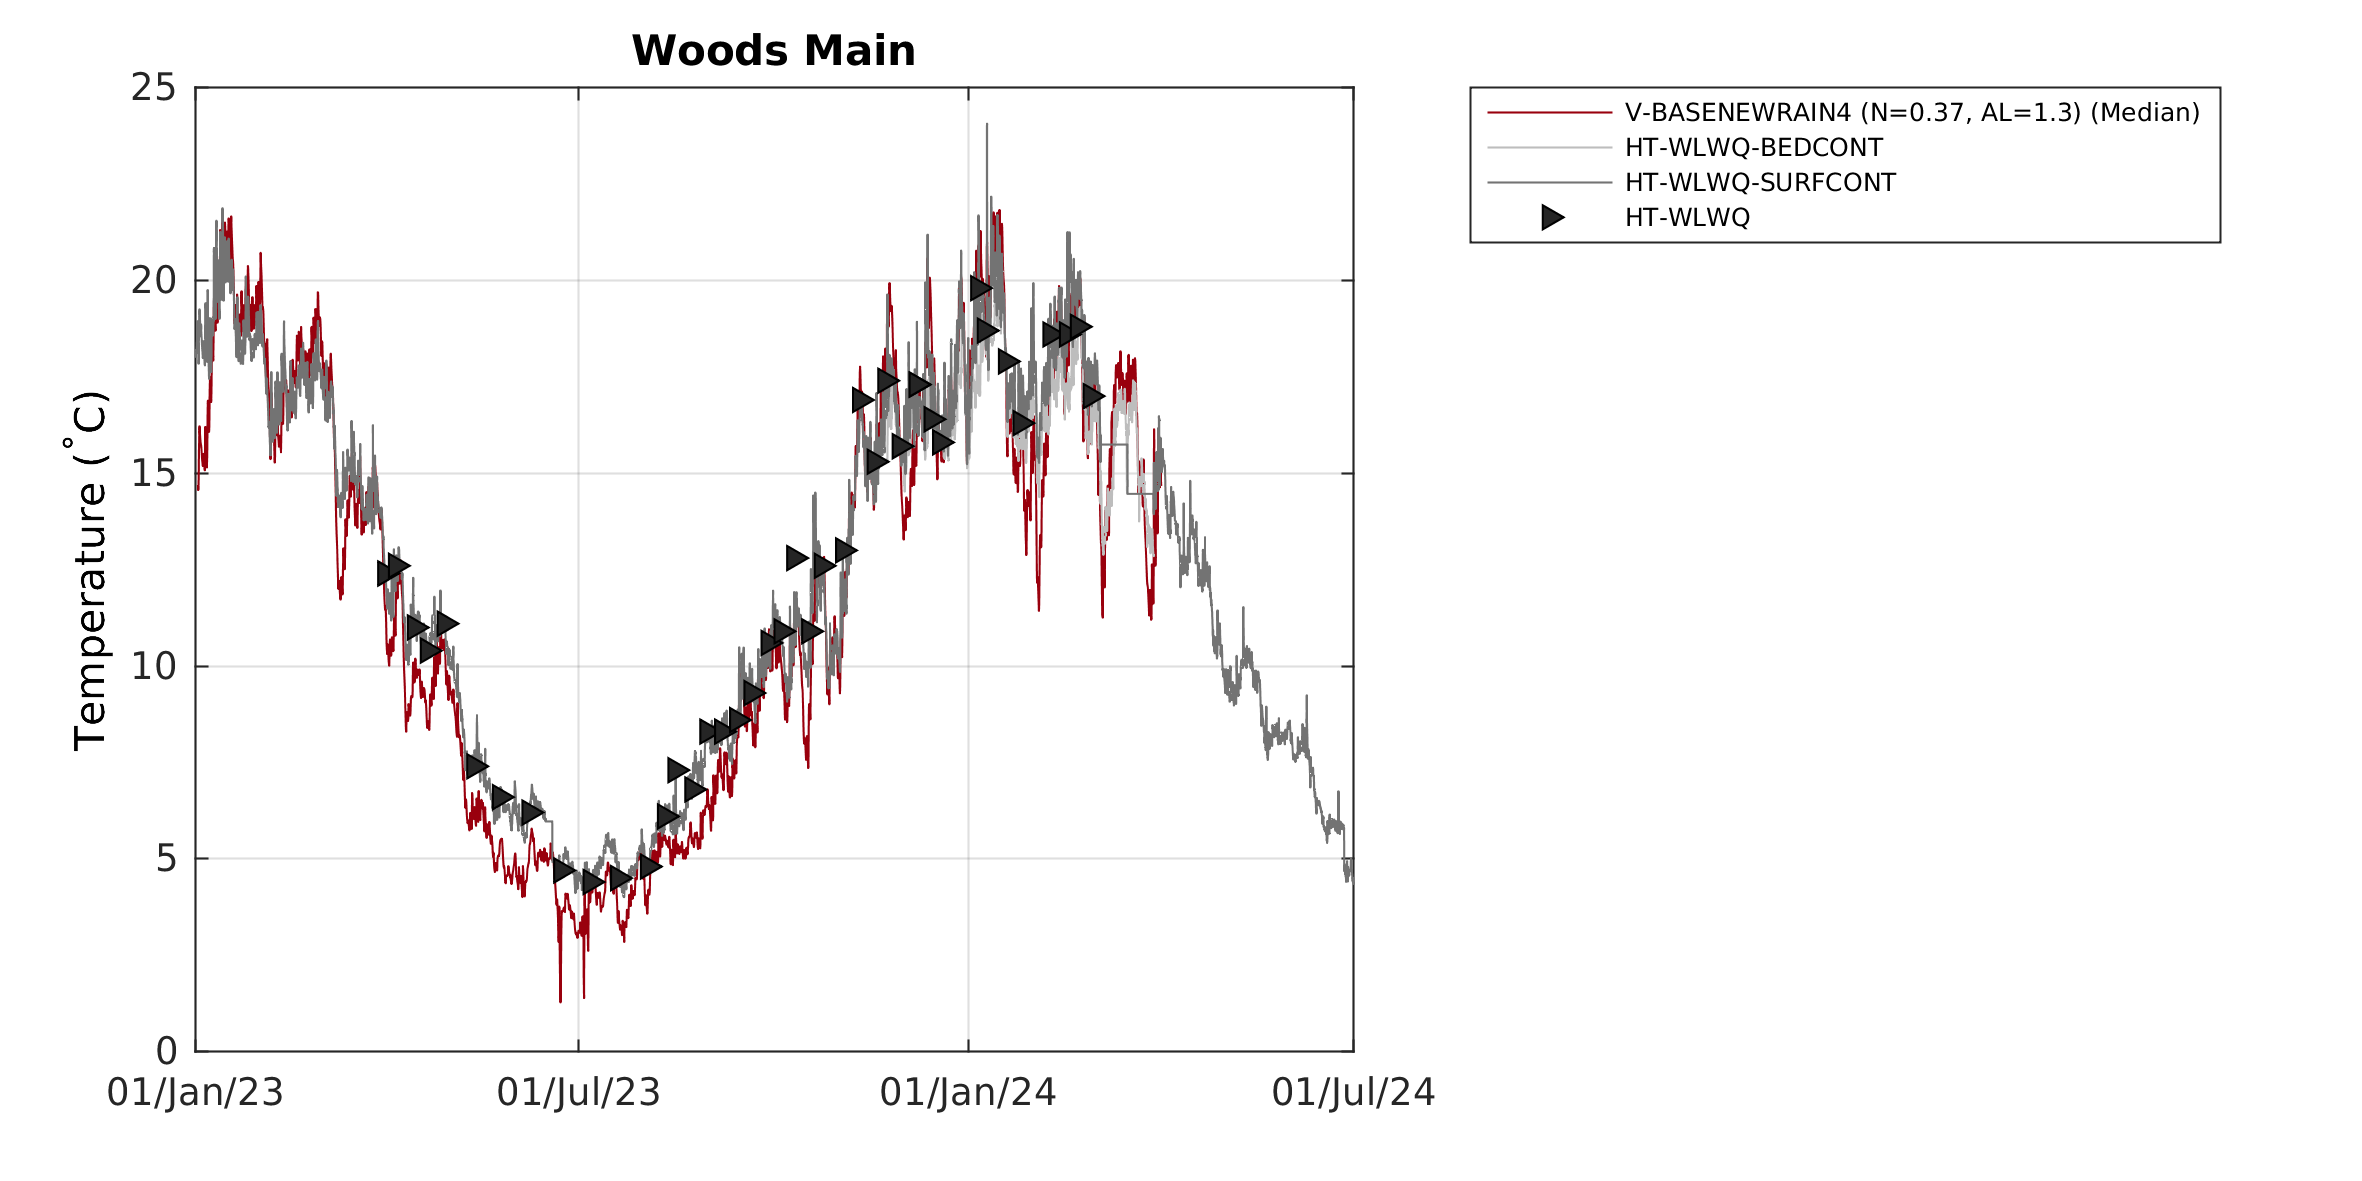 Woods Main
25
20
15
10
5
0
Temperature (˚C)
01/Jan/23
01/Jul/23
01/Jan/24
01/Jul/24
V-BASENEWRAIN4 (N=0.37, AL=1.3) (Median)
HT-WLWQ-BEDCONT
HT-WLWQ-SURFCONT
HT-WLWQ